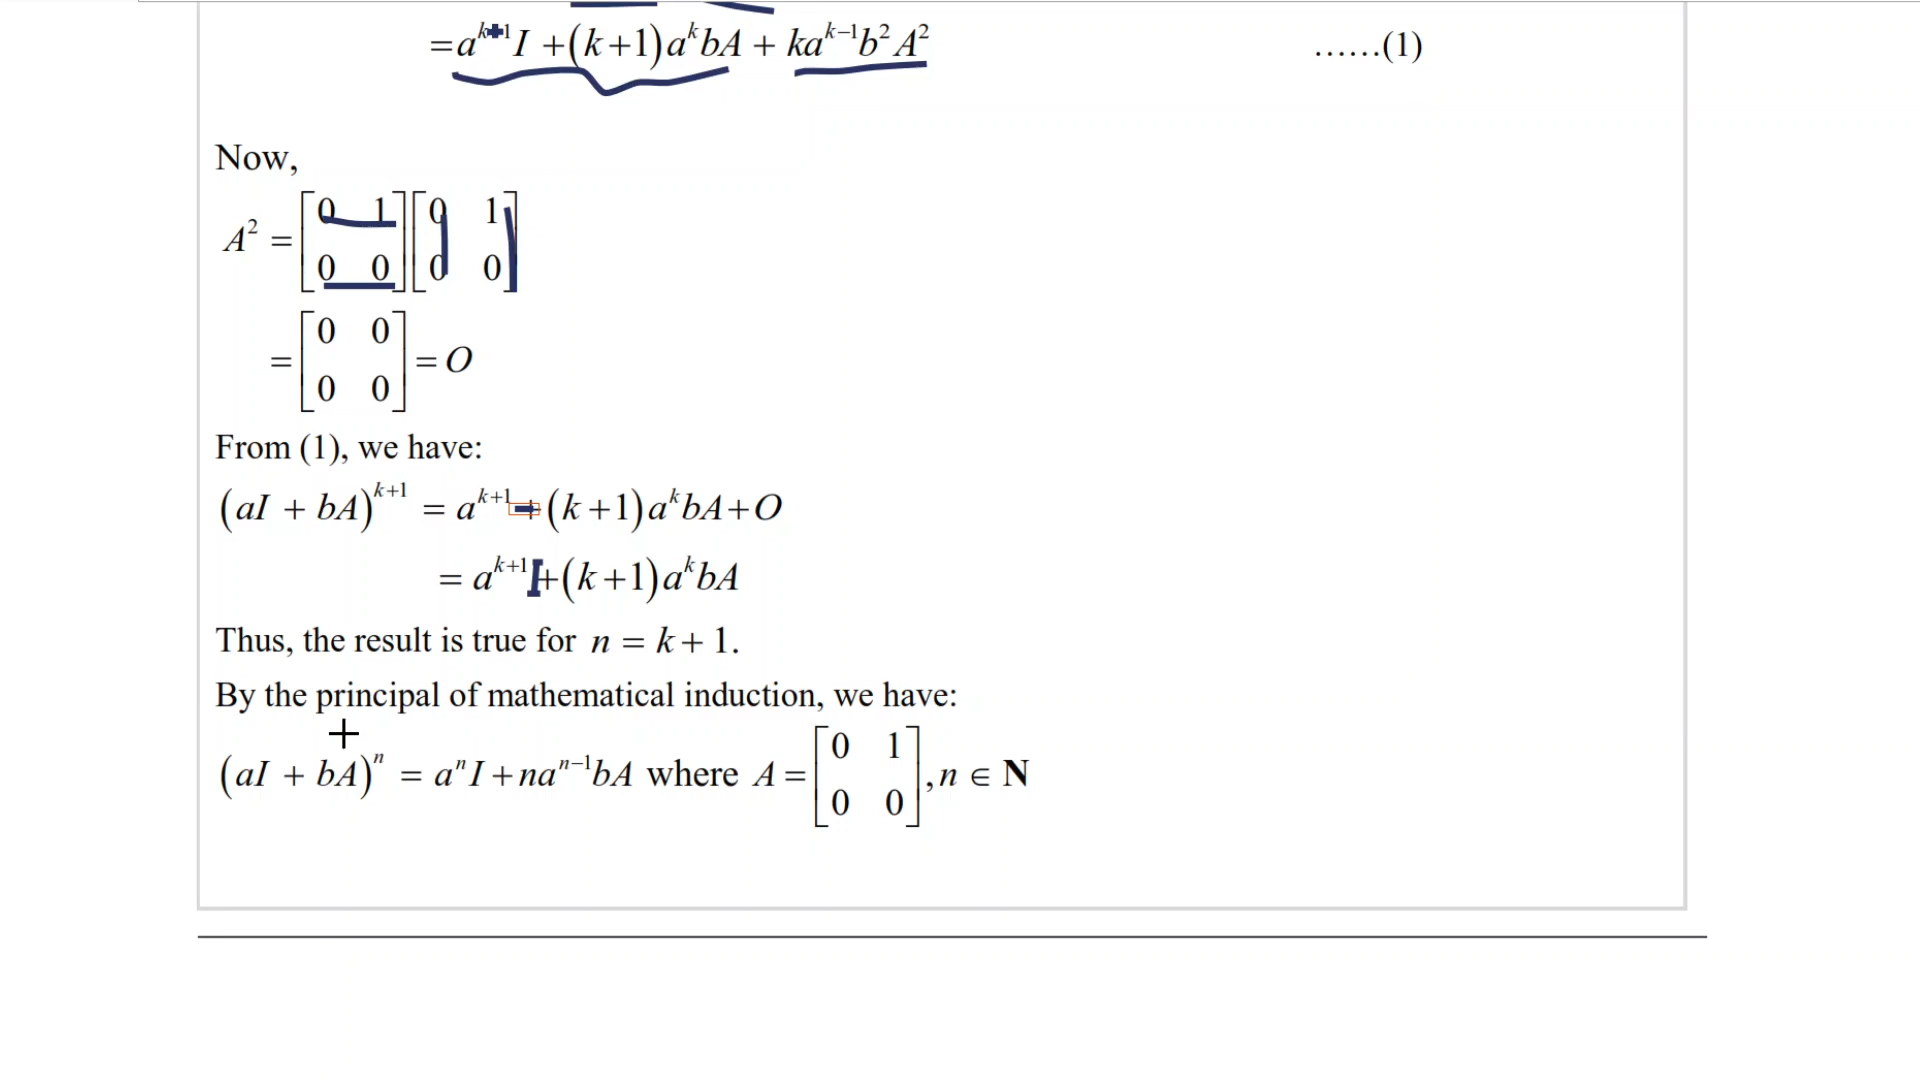 =a^{k+1}I +(k+1)a^k bA + ka^{k-1}b^2 A^2 ......(1)
Now,
A^2 = [0 1; 0 0][0 1; 0 0]
= [0 0; 0 0] = O
From (1), we have:
(aI + bA)^{k+1} = a^{k+1} + (k+1)a^k bA+O
= a^{k+1} I+(k+1)a^k bA
Thus, the result is true for n = k + 1.
By the principal of mathematical induction, we have:
(aI + bA)^n = a^n I + na^{n-1}bA where A = [0 1; 0 0], n ∈ N